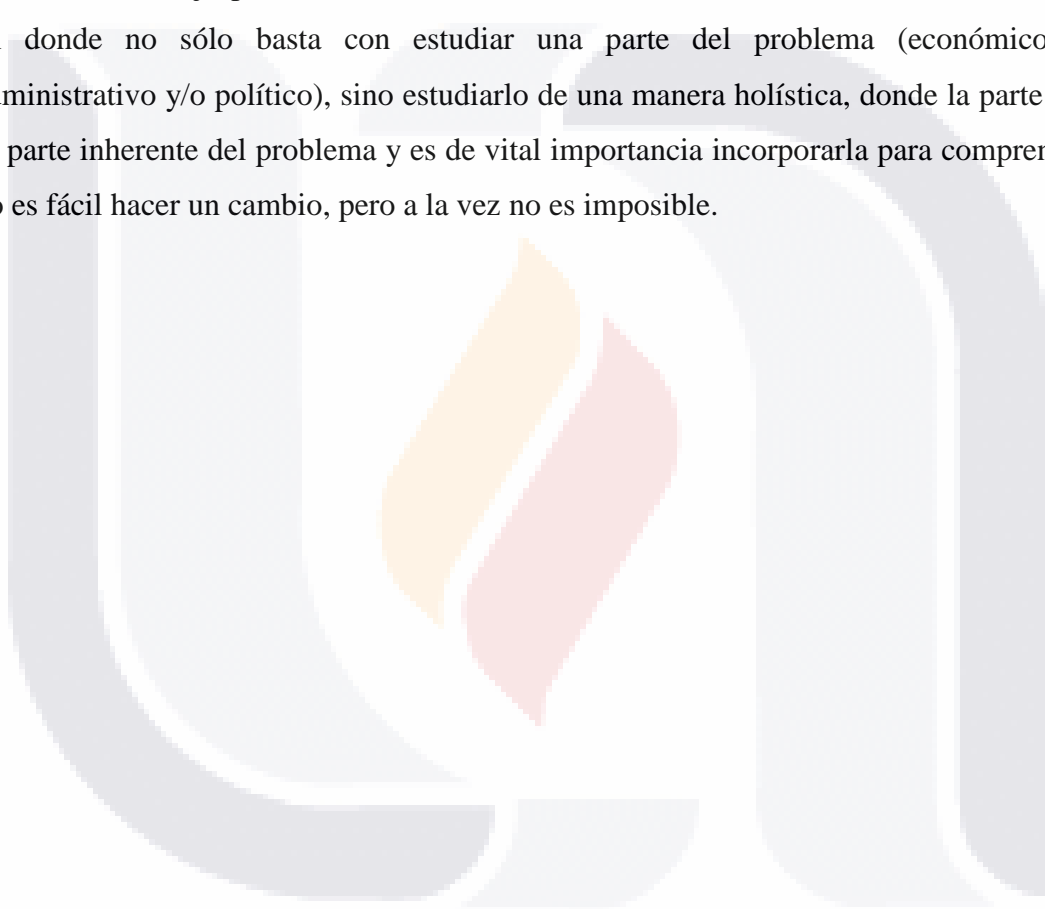 donde no sólo basta con estudiar una parte del problema (económico
ministrativo y/o político), sino estudiarlo de una manera holística, donde la parte
parte inherente del problema y es de vital importancia incorporarla para compren
es fácil hacer un cambio, pero a la vez no es imposible.